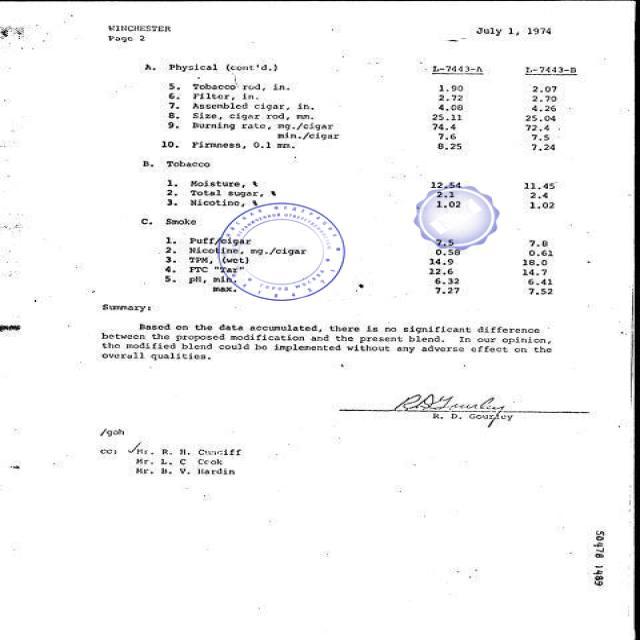 WINCHESTER
Page 2
July 1, 1974
A. Physical (cont'd.) L-7443-A L-7443-B
5. Tobacco rod, in. 1.90 2.07
6. Filter, in. 2.72 2.70
7. Assembled cigar, in. 4.08 4.26
8. Size, cigar rod, mm. 25.11 25.04
9. Burning rate, mg./cigar 74.4 72.4
min./cigar 7.6 7.5
10. Firmness, 0.1 mm. 8.25 7.24
B. Tobacco
1. Moisture, % 12.54 11.45
2. Total sugar, % 2.1 2.4
3. Nicotine, % 1.02 1.02
C. Smoke
1. Puff/cigar 7.5 7.8
2. Nicotine, mg./cigar 0.58 0.61
3. TPM, (wet) 14.9 18.0
4. FTC "Tar" 12.6 14.7
5. pH, min. 6.32 6.41
max. 7.27 7.52
Summary:
Based on the data accumulated, there is no significant difference
between the proposed modification and the present blend. In our opinion,
the modified blend could be implemented without any adverse effect on the
overall qualities.
R D Gourley
R. D. Gourley
/goh
cc: Mr. R. H. Cundiff
Mr. L. C Cook
Mr. B. V. Hardin
50478 1489